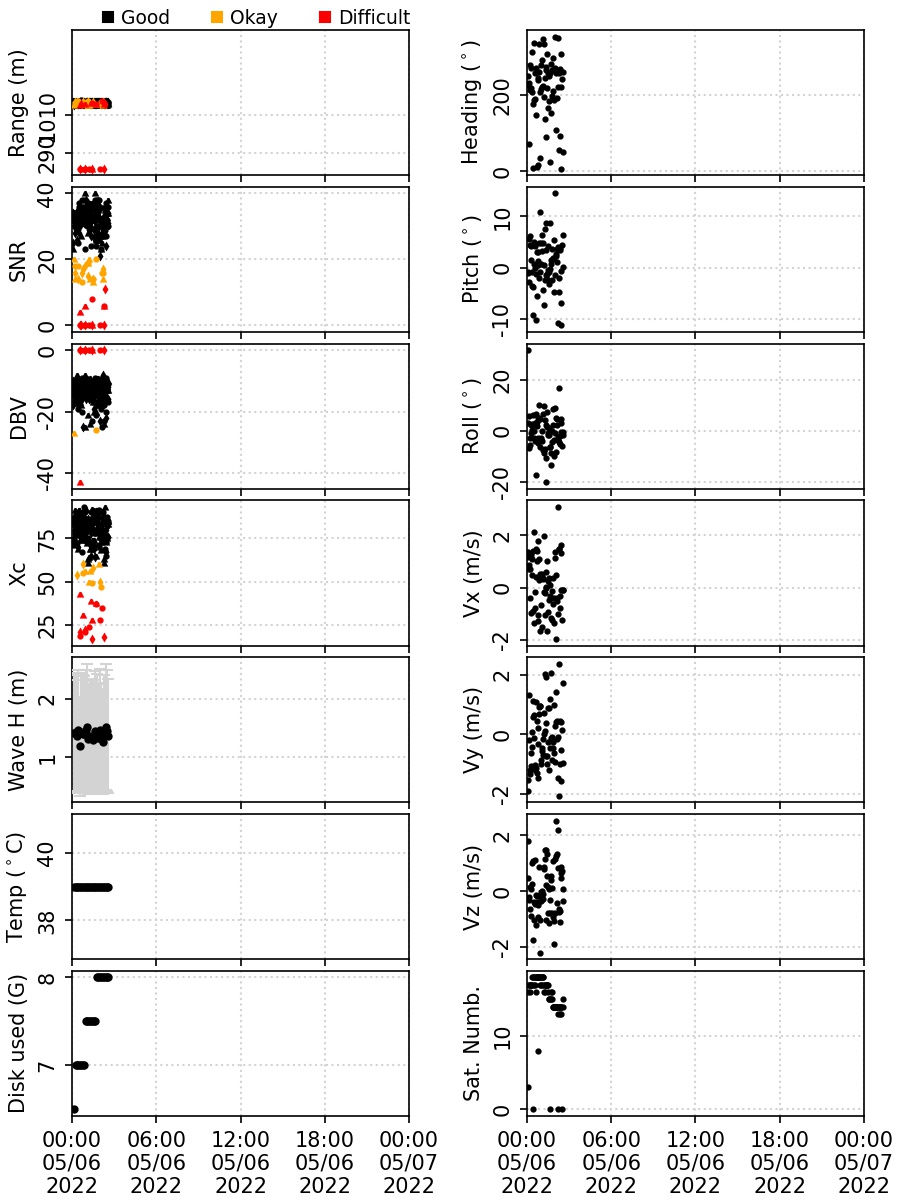 Good Okay Difficult
Range (m)
1010
290
Heading (°)
200
0
SNR
40
20
0
Pitch (°)
10
0
-10
DBV
0
-20
-40
Roll (°)
20
0
-20
Xc
75
50
25
Vx (m/s)
2
0
-2
Wave H (m)
2
1
Vy (m/s)
2
0
-2
Temp (°C)
40
38
Vz (m/s)
2
0
-2
Disk used (G)
8
7
Sat. Numb.
10
0
00:00 06:00 12:00 18:00 00:00
05/06 05/06 05/06 05/06 05/07
2022 2022 2022 2022 2022
00:00 06:00 12:00 18:00 00:00
05/06 05/06 05/06 05/06 05/07
2022 2022 2022 2022 2022